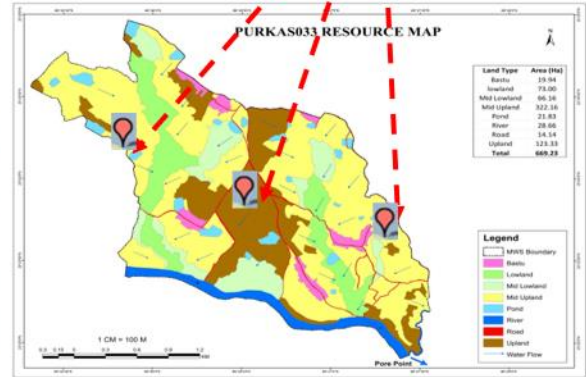 PURKAS033 RESOURCE MAP
N
Land Type Area (Ha)
Bastu 19.94
lowland 73.00
Mid Lowland 66.16
Mid Upland 322.16
Pond 21.83
River 28.66
Road 14.14
Upland 123.33
Total 669.23
Legend
MWS Boundary
Bastu
Lowland
Mid Lowland
Mid Upland
Pond
River
Road
Upland
Water Flow
1 CM = 100 M
Pore Point